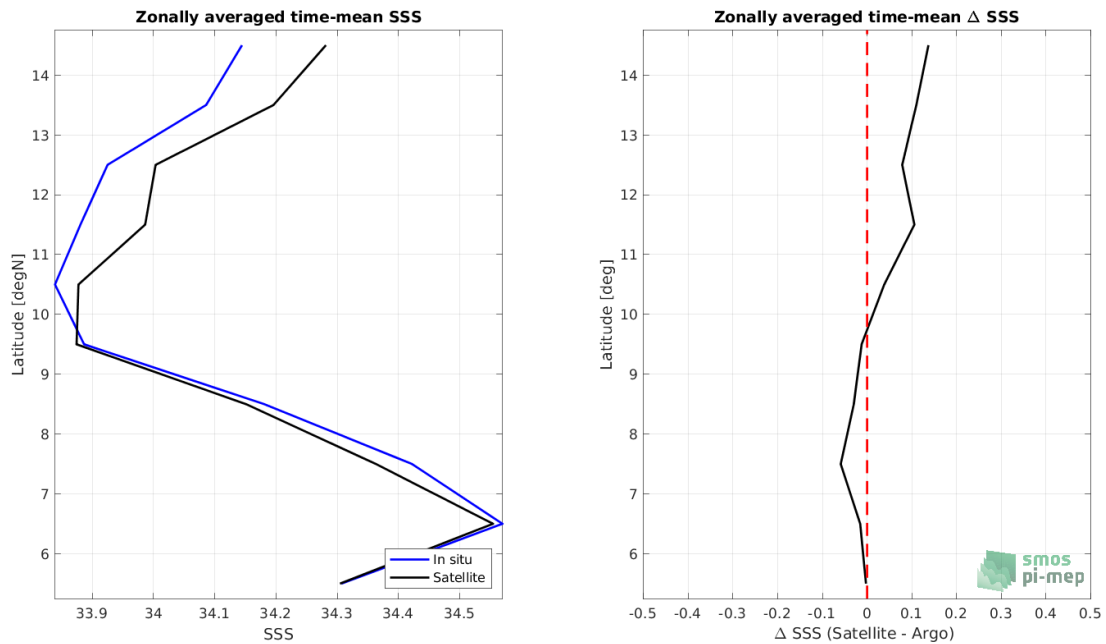 Zonally averaged time-mean SSS
14
13
12
11
10
9
8
7
6
Latitude [degN]
In situ
Satellite
33.9 34 34.1 34.2 34.3 34.4 34.5
SSS
Zonally averaged time-mean Δ SSS
14
13
12
11
10
9
8
7
6
Latitude [deg]
smos
pi-mep
-0.5 -0.4 -0.3 -0.2 -0.1 0 0.1 0.2 0.3 0.4 0.5
Δ SSS (Satellite - Argo)